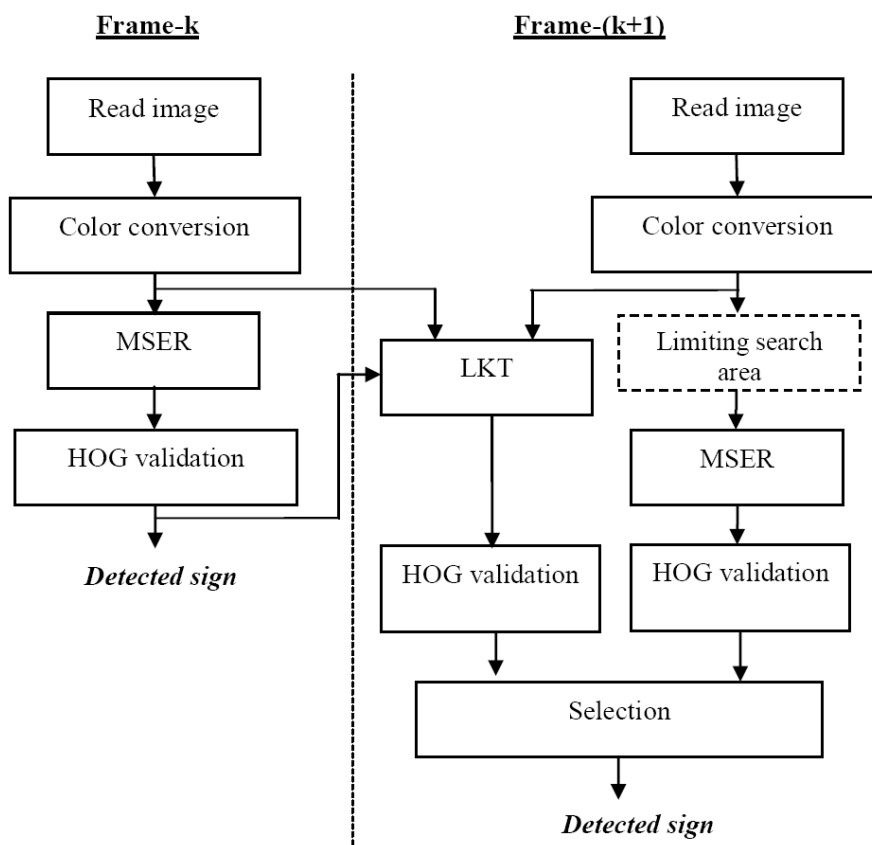 Frame-k
Read image
Color conversion
MSER
HOG validation
Detected sign
Frame-(k+1)
Read image
Color conversion
LKT
Limiting search
area
MSER
HOG validation
HOG validation
Selection
Detected sign